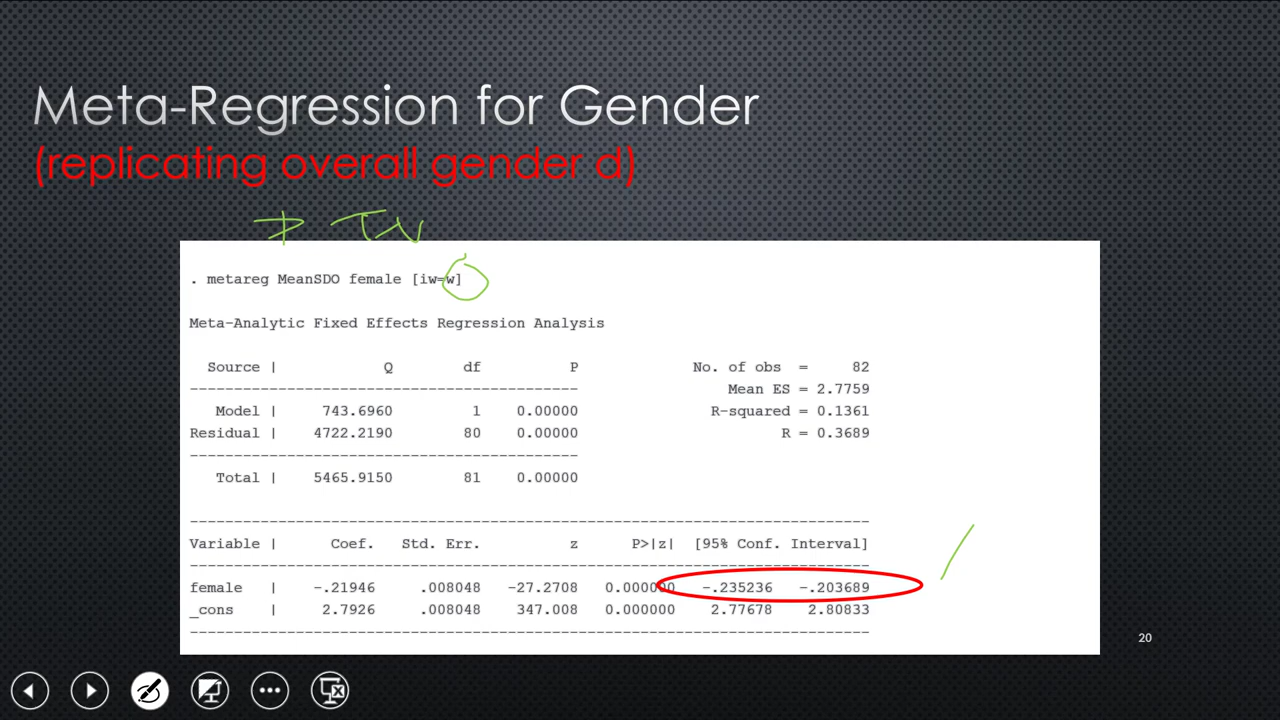 Meta-Regression for Gender
(replicating overall gender d)
. metareg MeanSDO female [iw=w]
Meta-Analytic Fixed Effects Regression Analysis
Source | Q df P No. of obs = 82
Mean ES = 2.7759
Model | 743.6960 1 0.00000 R-squared = 0.1361
Residual | 4722.2190 80 0.00000 R = 0.3689
Total | 5465.9150 81 0.00000
Variable | Coef. Std. Err. z P>|z| [95% Conf. Interval]
female | -.21946 .008048 -27.2708 0.000000 -.235236 -.203689
_cons | 2.7926 .008048 347.008 0.000000 2.77678 2.80833
20